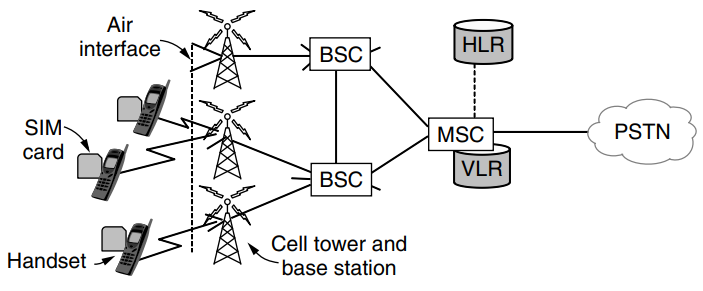 Air
interface
SIM
card
Handset
BSC
BSC
Cell tower and
base station
HLR
MSC
VLR
PSTN